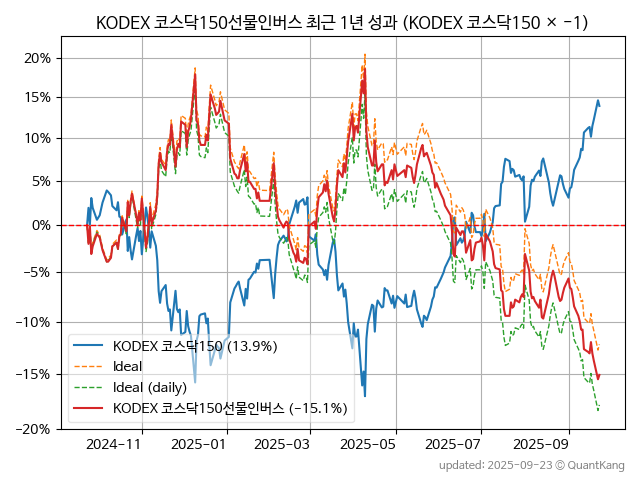 KODEX 코스닥150선물인버스 최근 1년 성과 (KODEX 코스닥150 × −1)
20%
15%
10%
5%
0%
−5%
−10%
−15%
−20%
KODEX 코스닥150 (13.9%)
Ideal
Ideal (daily)
KODEX 코스닥150선물인버스 (−15.1%)
2024-11 2025-01 2025-03 2025-05 2025-07 2025-09
updated: 2025-09-23 © QuantKang